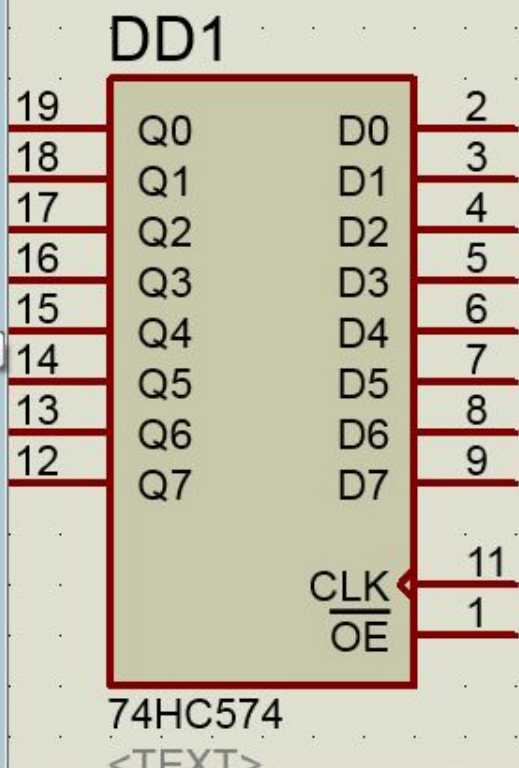 DD1
19 Q0 D0 2
18 Q1 D1 3
17 Q2 D2 4
16 Q3 D3 5
15 Q4 D4 6
14 Q5 D5 7
13 Q6 D6 8
12 Q7 D7 9
CLK 11
OE 1
74HC574
<TEXT>